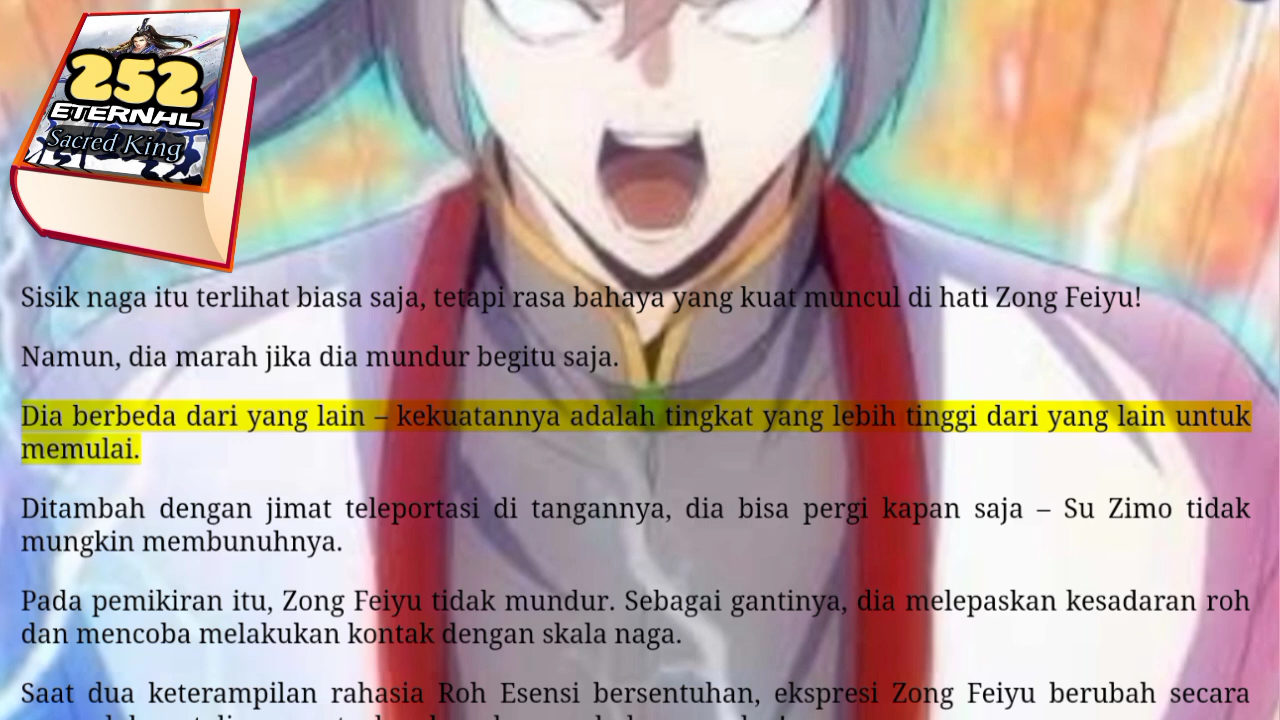 252
ETERNAL
Sacred King
Sisik naga itu terlihat biasa saja, tetapi rasa bahaya yang kuat muncul di hati Zong Feiyu!
Namun, dia marah jika dia mundur begitu saja.
Dia berbeda dari yang lain – kekuatannya adalah tingkat yang lebih tinggi dari yang lain untuk
memulai.
Ditambah dengan jimat teleportasi di tangannya, dia bisa pergi kapan saja – Su Zimo tidak
mungkin membunuhnya.
Pada pemikiran itu, Zong Feiyu tidak mundur. Sebagai gantinya, dia melepaskan kesadaran roh
dan mencoba melakukan kontak dengan skala naga.
Saat dua keterampilan rahasia Roh Esensi bersentuhan, ekspresi Zong Feiyu berubah secara